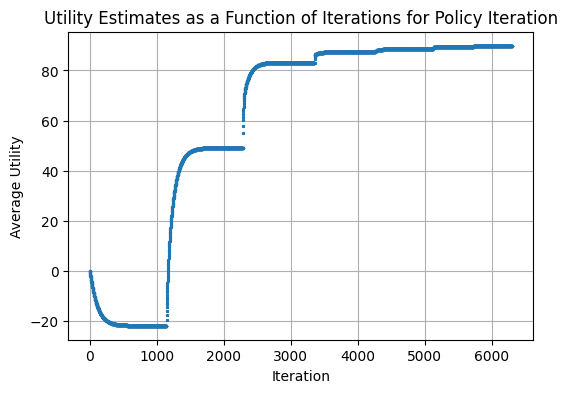 Utility Estimates as a Function of Iterations for Policy Iteration
Average Utility
80
60
40
20
0
−20
0 1000 2000 3000 4000 5000 6000
Iteration